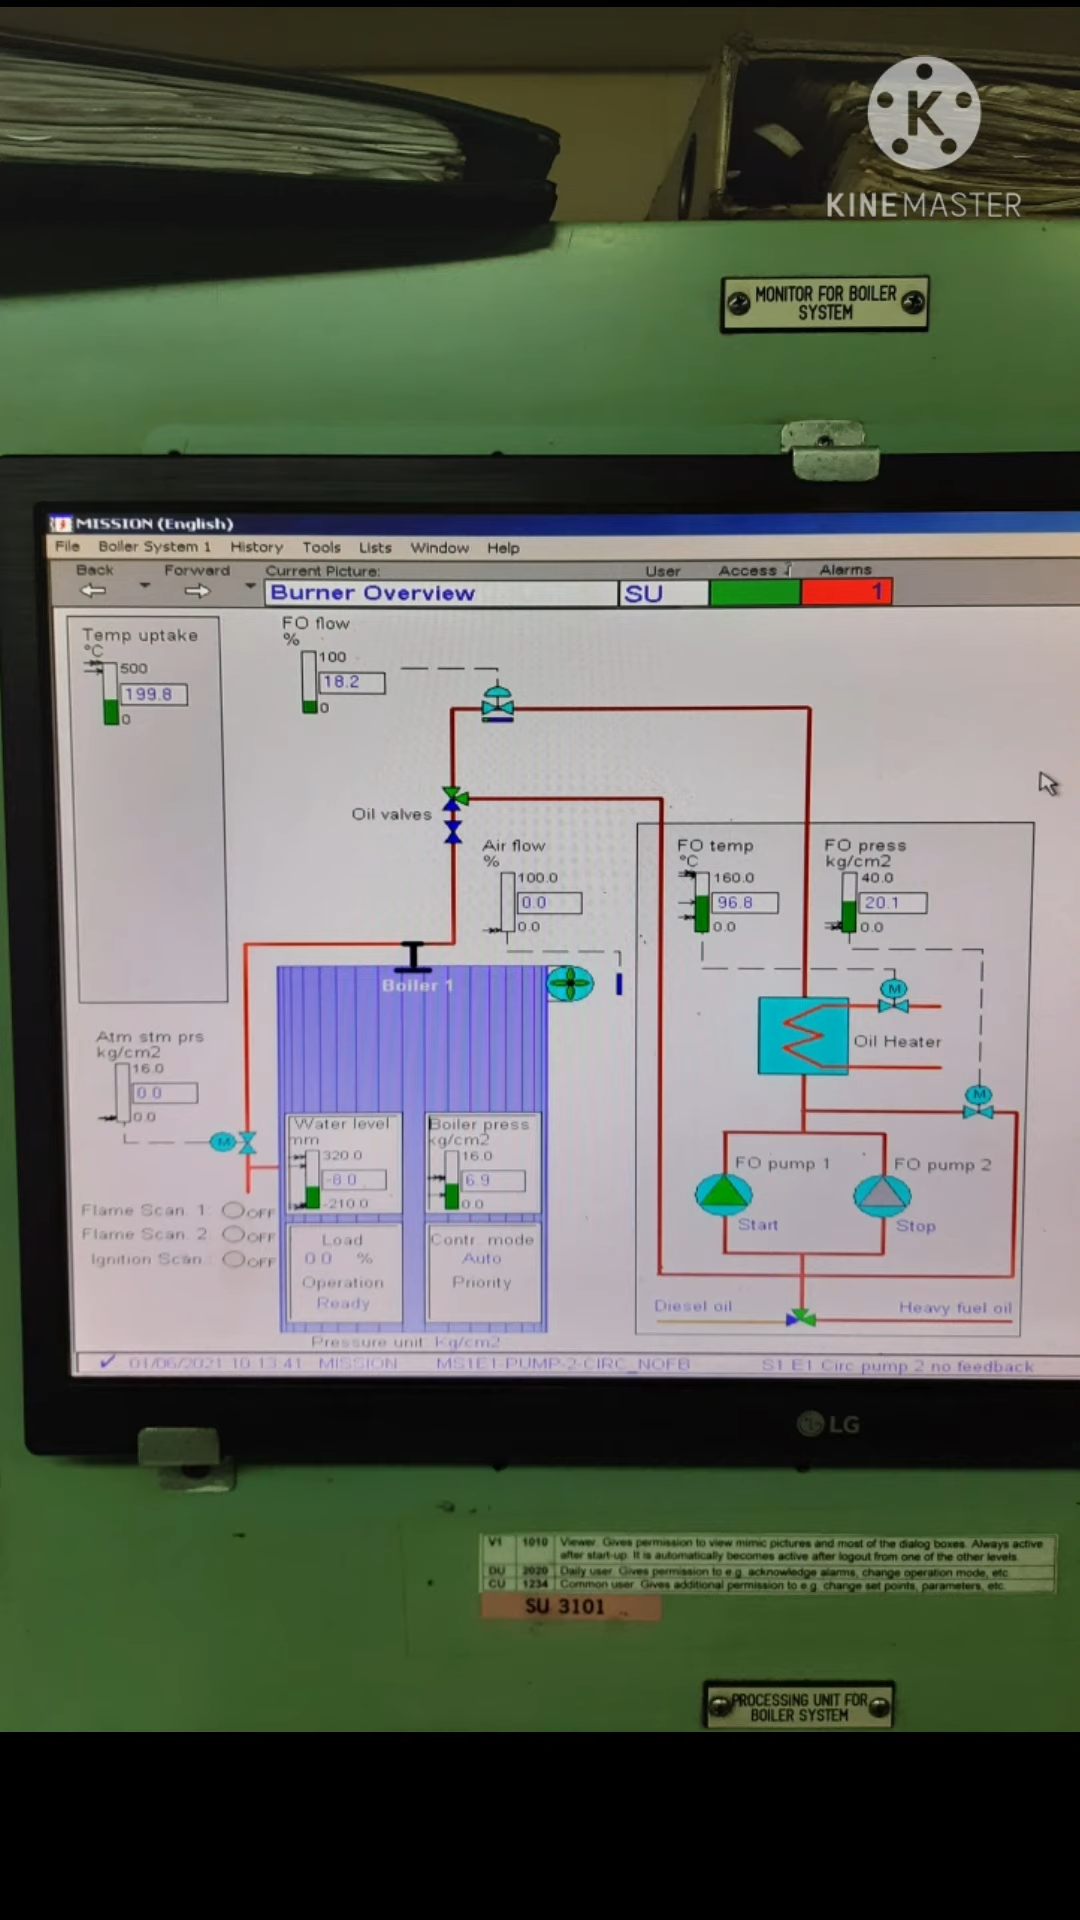 K
KINEMASTER
MONITOR FOR BOILER
SYSTEM
MISSION (English)
File Boiler System 1 History Tools Lists Window Help
Back Forward Current Picture: User Access Alarms
Burner Overview SU 1
Temp uptake
°C
500
199.8
0
FO flow
%
100
18.2
0
Oil valves
Air flow
%
100.0
0.0
0.0
FO temp
°C
160.0
96.8
0.0
FO press
kg/cm2
40.0
20.1
0.0
Boiler 1
M
Oil Heater
M
Atm stm prs
kg/cm2
16.0
0.0
0.0
M
Water level
mm
320.0
-8.0
-210.0
Boiler press
kg/cm2
16.0
6.9
0.0
FO pump 1
Start
FO pump 2
Stop
Flame Scan. 1: OFF
Flame Scan. 2: OFF
Ignition Scan.: OFF
Load
0.0 %
Operation
Ready
Contr. mode
Auto
Priority
Diesel oil
Heavy fuel oil
Pressure unit Kg/cm2
01/06/2021 10:13:41 MISSION MS1E1-PUMP-2-CIRC_NOFB S1 E1 Circ pump 2 no feedback
LG
V1 1010 Viewer. Gives permission to view mimic pictures and most of the dialog boxes. Always active
after start-up. It is automatically becomes active after logout from one of the other levels.
DU 2020 Daily user. Gives permission to e.g. acknowledge alarms, change operation mode, etc.
CU 1234 Common user. Gives additional permission to e.g. change set points, parameters, etc.
SU 3101
PROCESSING UNIT FOR
BOILER SYSTEM